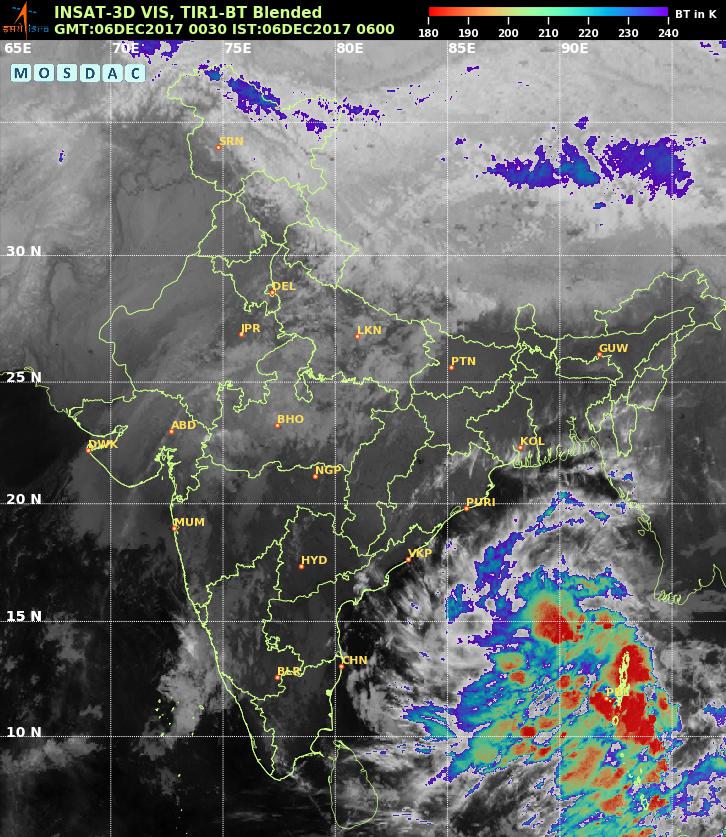 INSAT-3D VIS, TIR1-BT Blended
GMT:06DEC2017 0030 IST:06DEC2017 0600
BT in K
180 190 200 210 220 230 240
65E 70E 75E 80E 85E 90E
M O S D A C
SRN
30 N
DEL
JPR
LKN
GUW
PTN
25 N
ABD
BHO
DWK
KOL
NGP
20 N
PURI
MUM
VKP
HYD
15 N
CHN
BLR
10 N